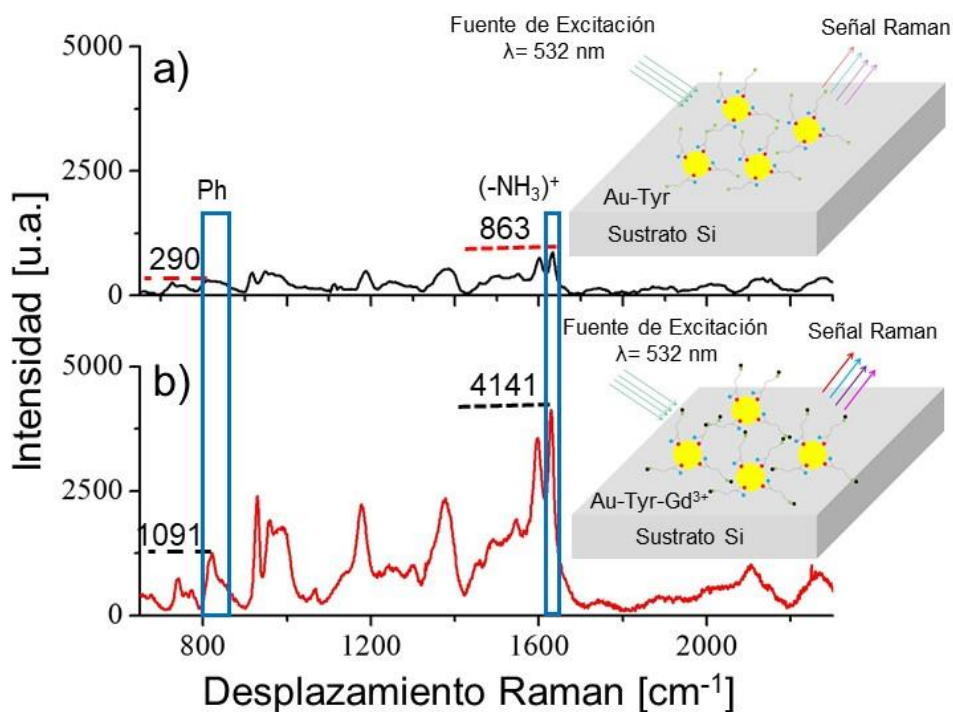 Fuente de Excitación
λ= 532 nm
Señal Raman
5000
a)
2500
Ph
(-NH₃)⁺
863
290
0
Au-Tyr
Sustrato Si
Fuente de Excitación
λ= 532 nm
Señal Raman
5000
b)
4141
2500
1091
0
Au-Tyr-Gd³⁺
Sustrato Si
800
1200
1600
2000
Intensidad [u.a.]
Desplazamiento Raman [cm⁻¹]